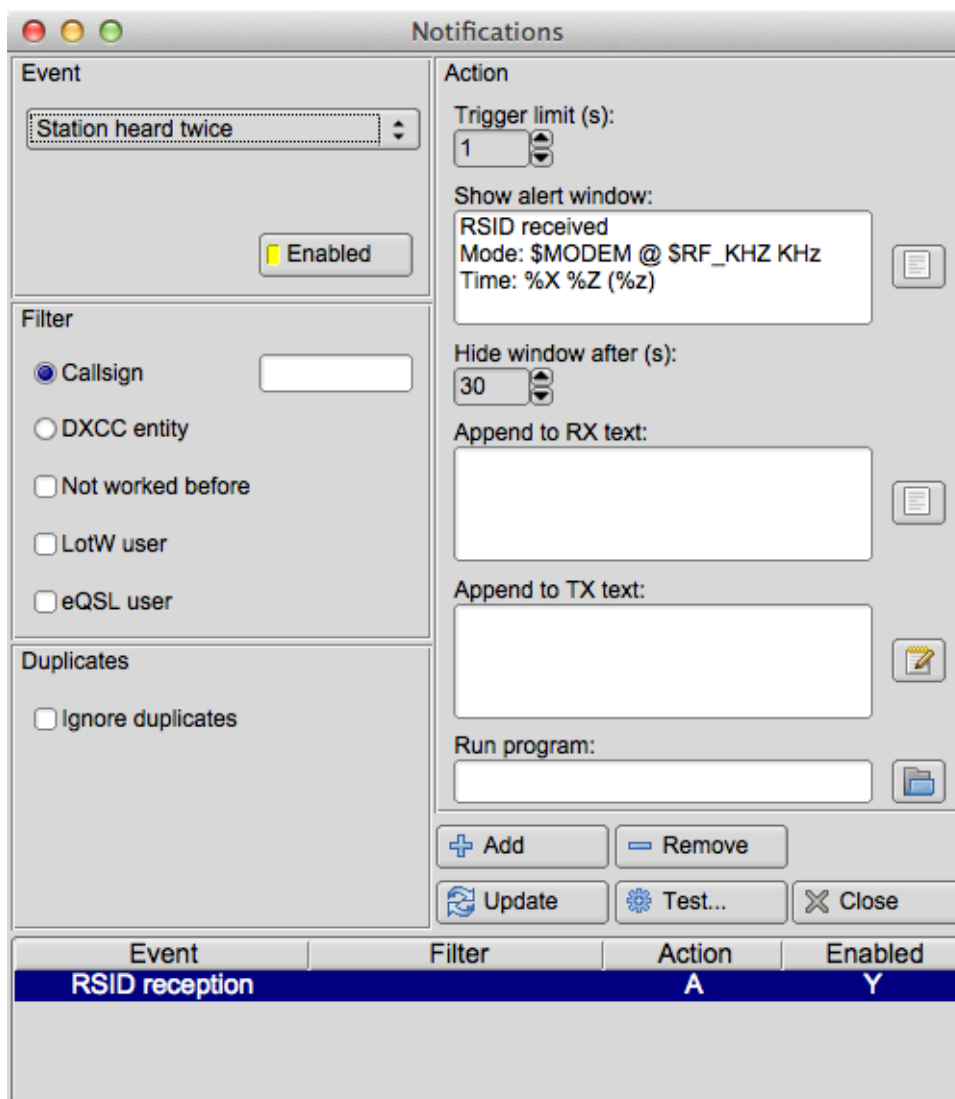 Notifications
Event
Station heard twice
Enabled
Filter
Callsign
DXCC entity
Not worked before
LotW user
eQSL user
Duplicates
Ignore duplicates
Action
Trigger limit (s):
1
Show alert window:
RSID received
Mode: $MODEM @ $RF_KHZ KHz
Time: %X %Z (%z)
Hide window after (s):
30
Append to RX text:
Append to TX text:
Run program:
Add Remove
Update Test... Close
Event Filter Action Enabled
RSID reception A Y